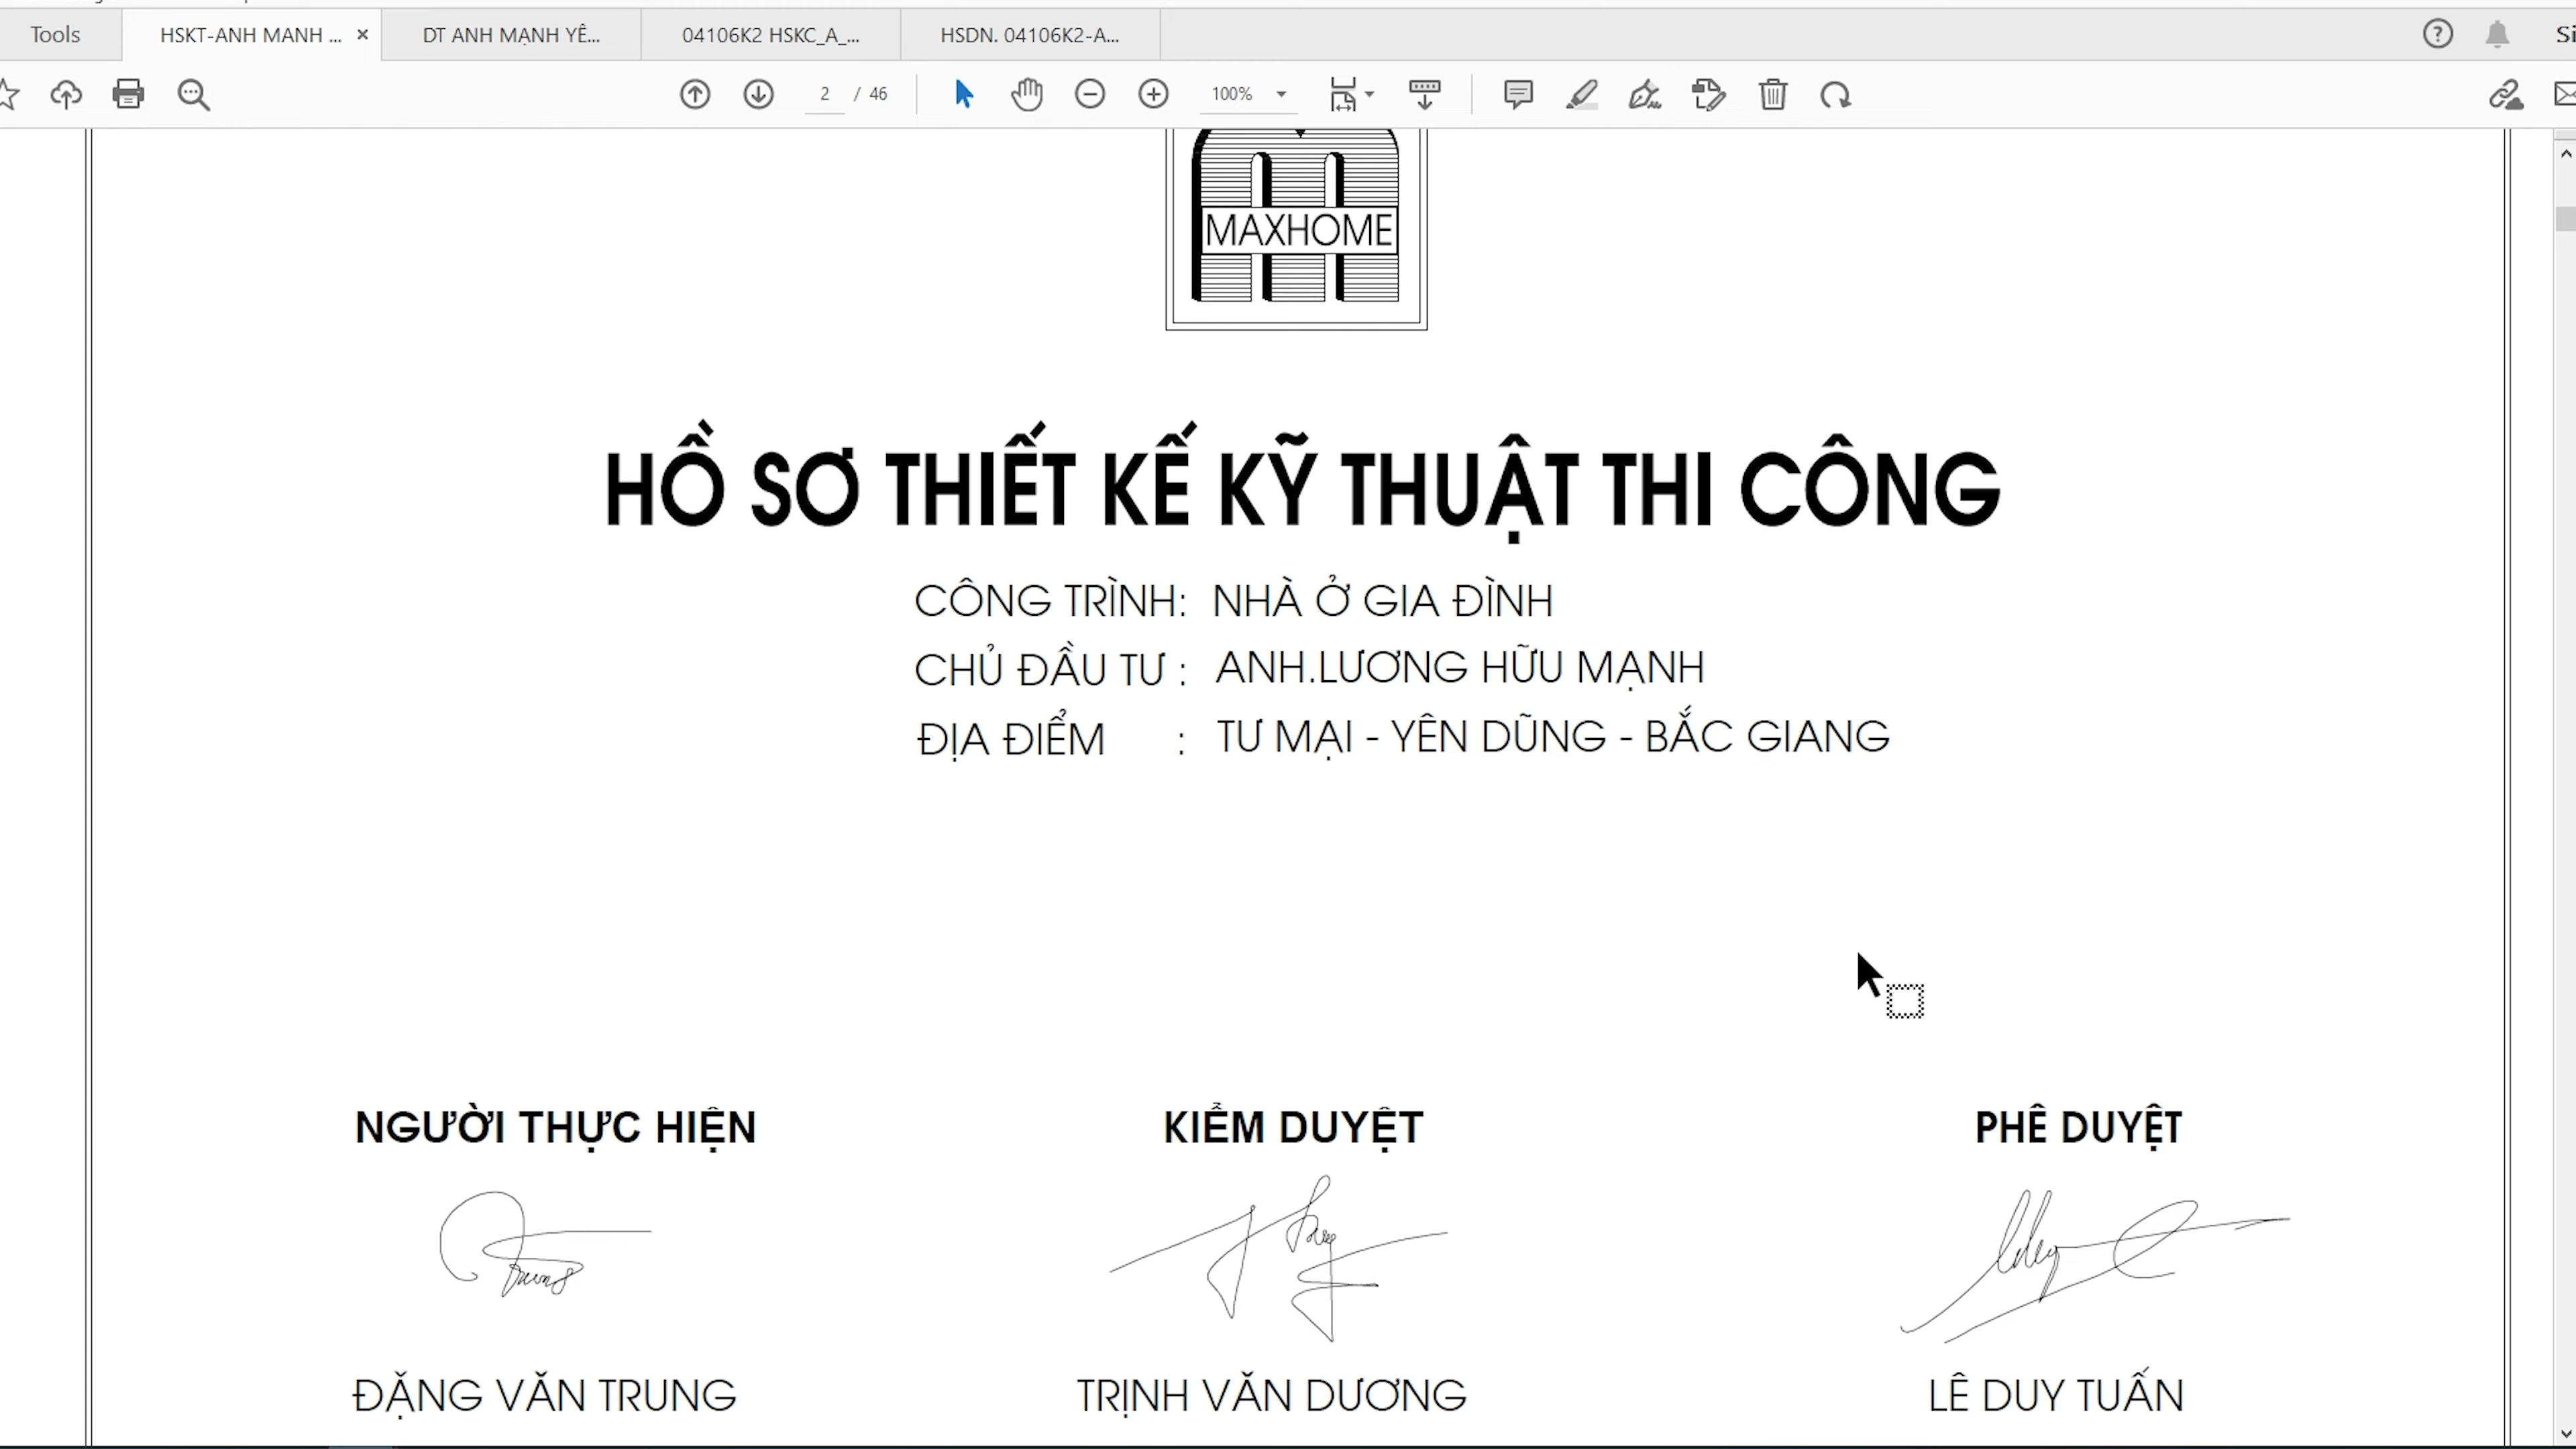 Tools
HSKT-ANH MANH ...
DT ANH MẠNH YÊ...
04106K2 HSKC_A_...
HSDN. 04106K2-A...
2 / 46
100%
MAXHOME
HỒ SƠ THIẾT KẾ KỸ THUẬT THI CÔNG
CÔNG TRÌNH: NHÀ Ở GIA ĐÌNH
CHỦ ĐẦU TƯ : ANH.LƯƠNG HỮU MẠNH
ĐỊA ĐIỂM : TƯ MẠI - YÊN DŨNG - BẮC GIANG
NGƯỜI THỰC HIỆN
KIỂM DUYỆT
PHÊ DUYỆT
Trung
ĐẶNG VĂN TRUNG
TRỊNH VĂN DƯƠNG
LÊ DUY TUẤN